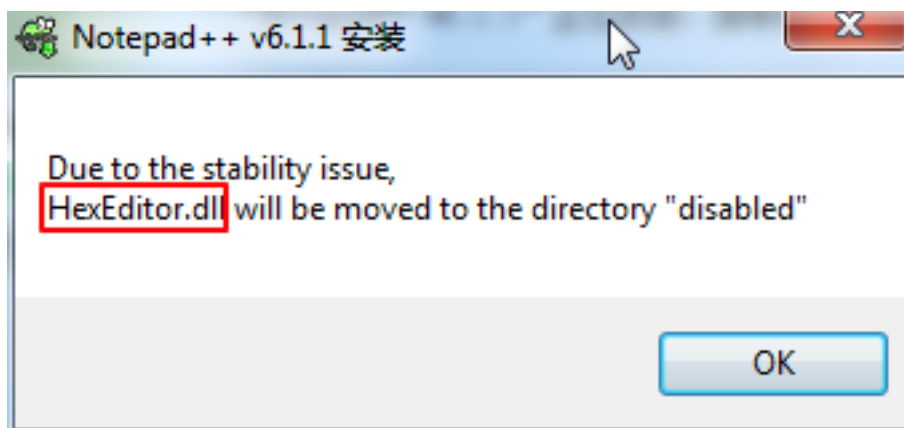 Notepad++ v6.1.1 安装
Due to the stability issue,
HexEditor.dll will be moved to the directory "disabled"
OK